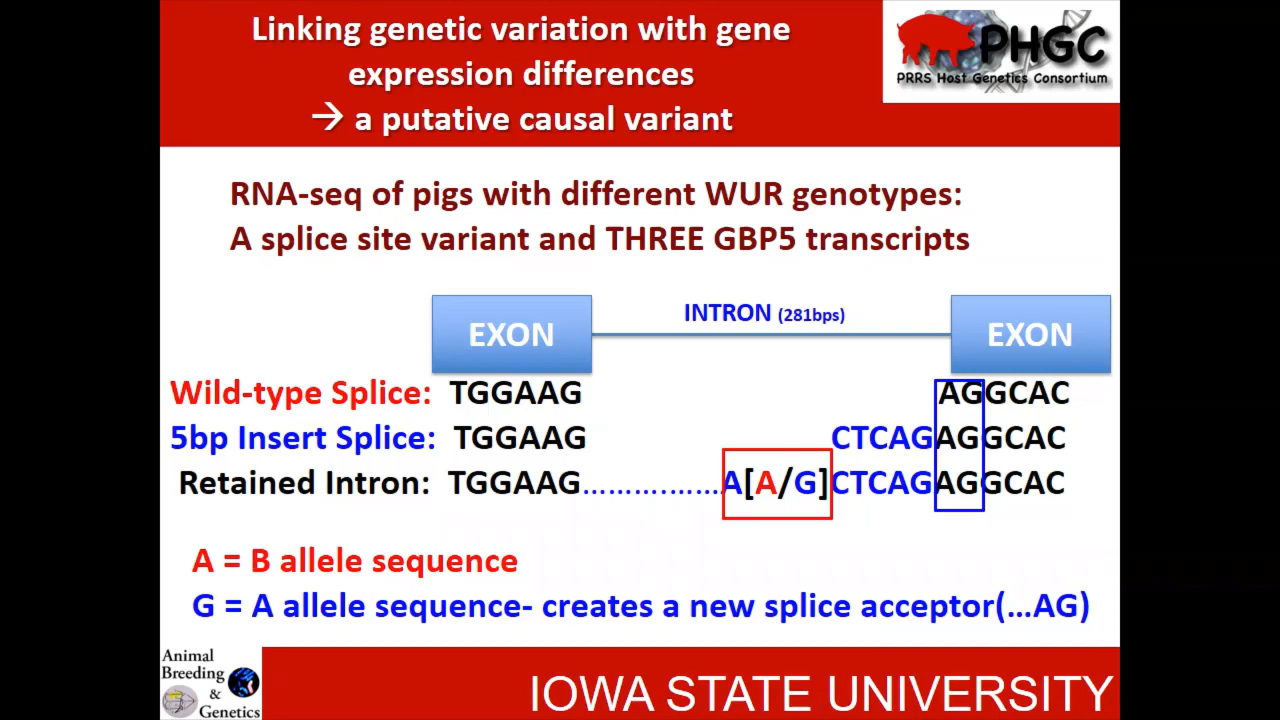 Linking genetic variation with gene
expression differences
→ a putative causal variant
PHGC
PRRS Host Genetics Consortium
RNA-seq of pigs with different WUR genotypes:
A splice site variant and THREE GBP5 transcripts
EXON
INTRON (281bps)
EXON
Wild-type Splice: TGGAAG AGGCAC
5bp Insert Splice: TGGAAG CTCAGAGGCAC
Retained Intron: TGGAAG……….…….A[A/G]CTCAGAGGCAC
A = B allele sequence
G = A allele sequence- creates a new splice acceptor(…AG)
Animal
Breeding
&
Genetics
IOWA STATE UNIVERSITY